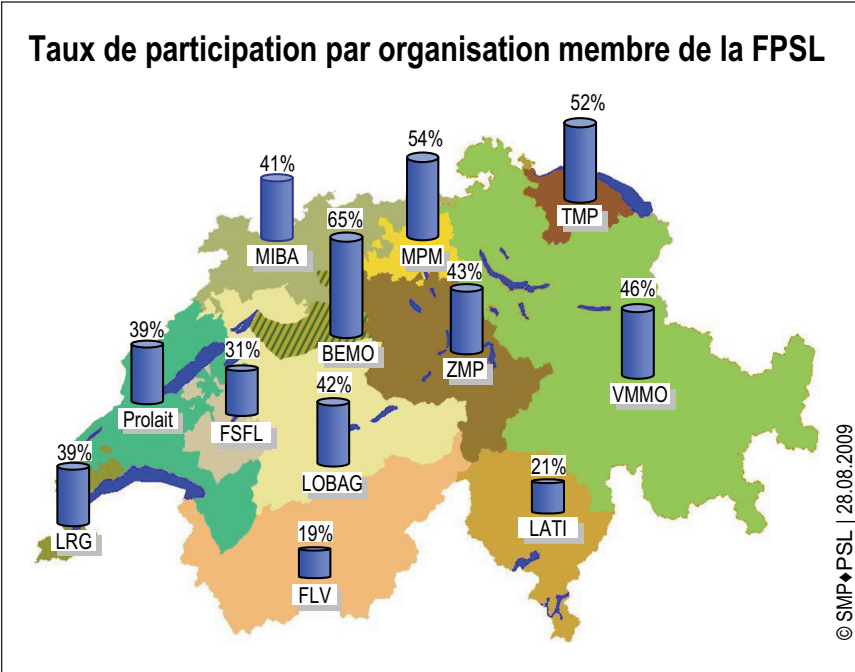 Taux de participation par organisation membre de la FPSL
52%
TMP
54%
MPM
41%
MIBA
65%
BEMO
43%
ZMP
46%
VMMO
39%
Prolait
31%
FSFL
42%
LOBAG
39%
LRG
21%
LATI
19%
FLV
© SMP♦PSL | 28.08.2009